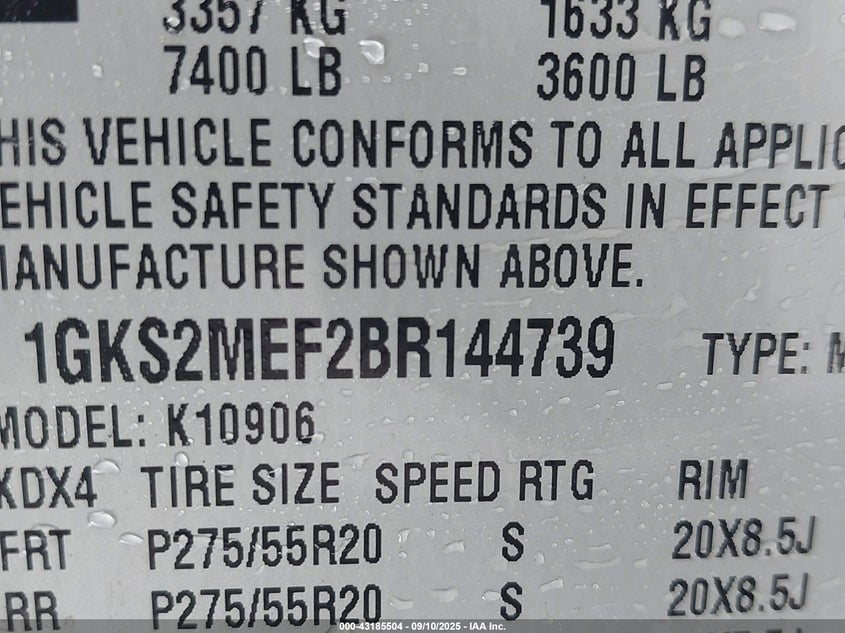 3357 KG 1633 KG
7400 LB 3600 LB
HIS VEHICLE CONFORMS TO ALL APPLIC
EHICLE SAFETY STANDARDS IN EFFECT
MANUFACTURE SHOWN ABOVE.
1GKS2MEF2BR144739 TYPE: M
MODEL: K10906
XDX4 TIRE SIZE SPEED RTG RIM
FRT P275/55R20 S 20X8.5J
RR P275/55R20 S 20X8.5J
000-43185504 - 09/10/2025 - IAA Inc.